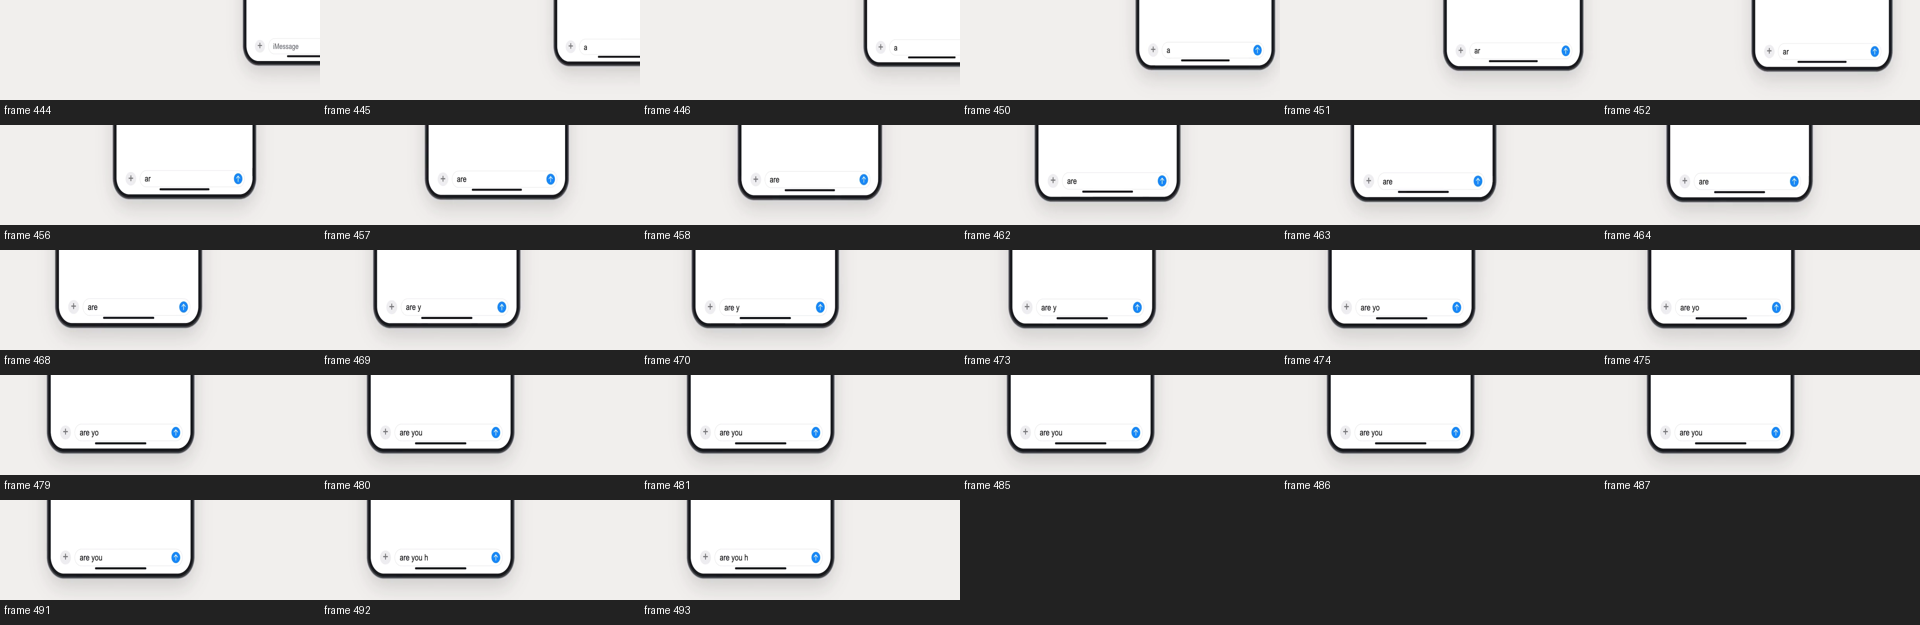 iMessage
a
a
a
ar
ar
frame 444
frame 445
frame 446
frame 450
frame 451
frame 452
ar
are
are
are
are
are
frame 456
frame 457
frame 458
frame 462
frame 463
frame 464
are
are y
are y
are y
are yo
are yo
frame 468
frame 469
frame 470
frame 473
frame 474
frame 475
are yo
are you
are you
are you
are you
are you
frame 479
frame 480
frame 481
frame 485
frame 486
frame 487
are you
are you h
are you h
frame 491
frame 492
frame 493